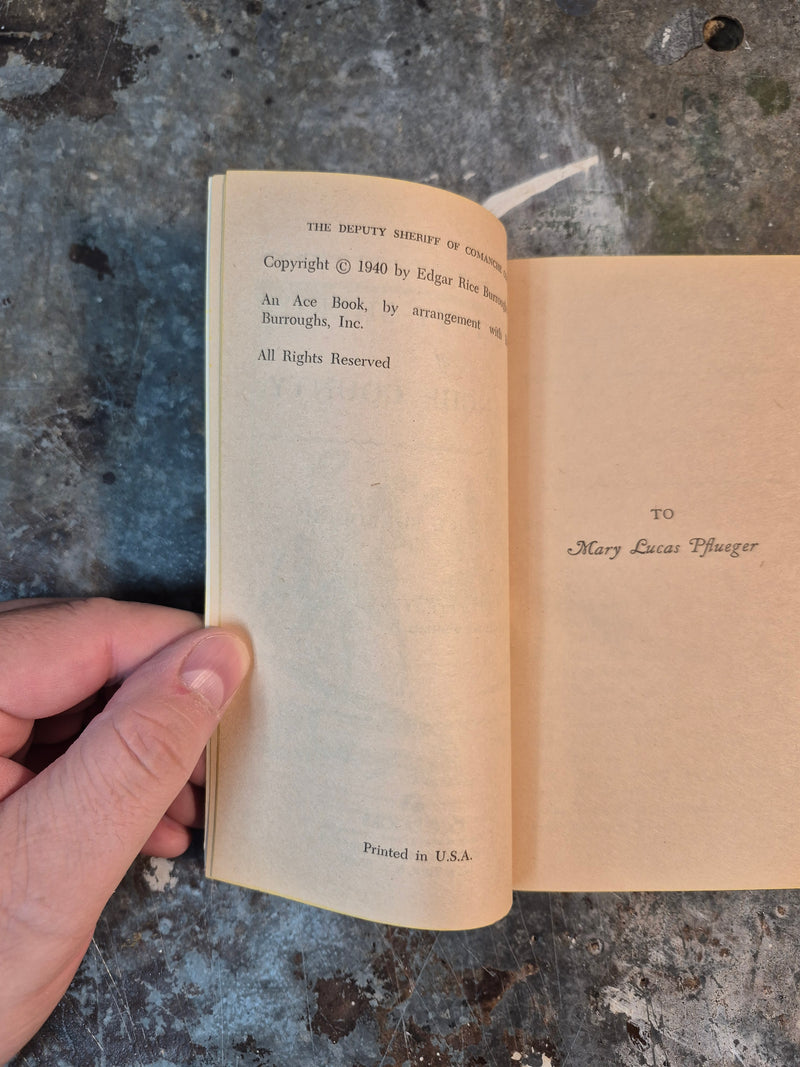 THE DEPUTY SHERIFF OF COMANCHE
Copyright © 1940 by Edgar Rice
An Ace Book, by arrangement with
Burroughs, Inc.
All Rights Reserved
Printed in U.S.A.
TO
Mary Lucas Pflueger